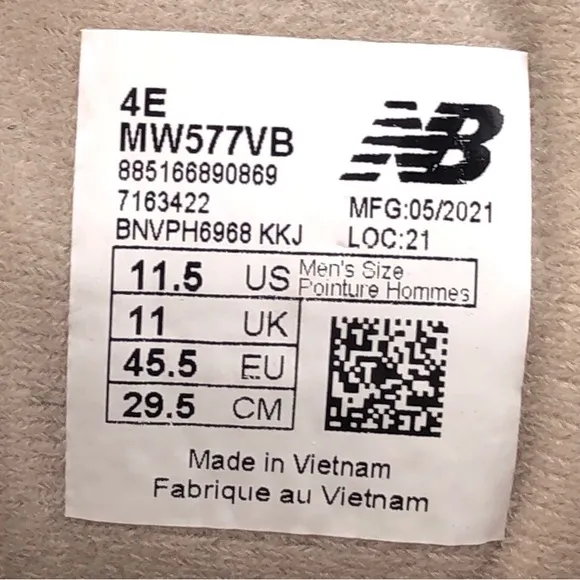 4E
MW577VB
885166890869
7163422
BNVPH6968 KKJ
NB
MFG:05/2021
LOC:21
11.5 US Men's Size
Pointure Hommes
11 UK
45.5 EU
29.5 CM
Made in Vietnam
Fabrique au Vietnam